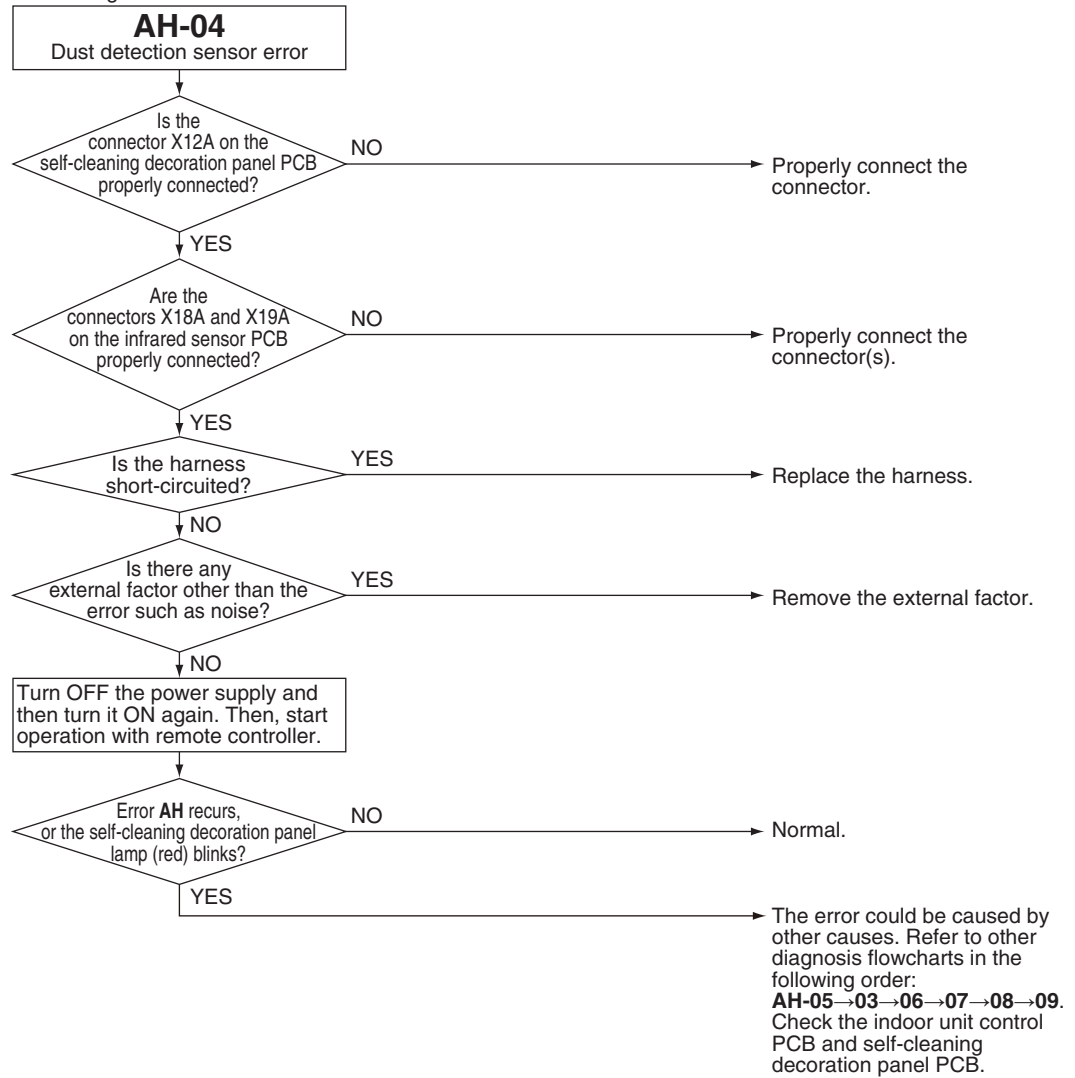 AH-04
Dust detection sensor error
Is the
connector X12A on the
self-cleaning decoration panel PCB
properly connected?
NO
Properly connect the
connector.
YES
Are the
connectors X18A and X19A
on the infrared sensor PCB
properly connected?
NO
Properly connect the
connector(s).
YES
Is the harness
short-circuited?
YES
Replace the harness.
NO
Is there any
external factor other than the
error such as noise?
YES
Remove the external factor.
NO
Turn OFF the power supply and
then turn it ON again. Then, start
operation with remote controller.
Error AH recurs,
or the self-cleaning decoration panel
lamp (red) blinks?
NO
Normal.
YES
The error could be caused by
other causes. Refer to other
diagnosis flowcharts in the
following order:
AH-05→03→06→07→08→09.
Check the indoor unit control
PCB and self-cleaning
decoration panel PCB.